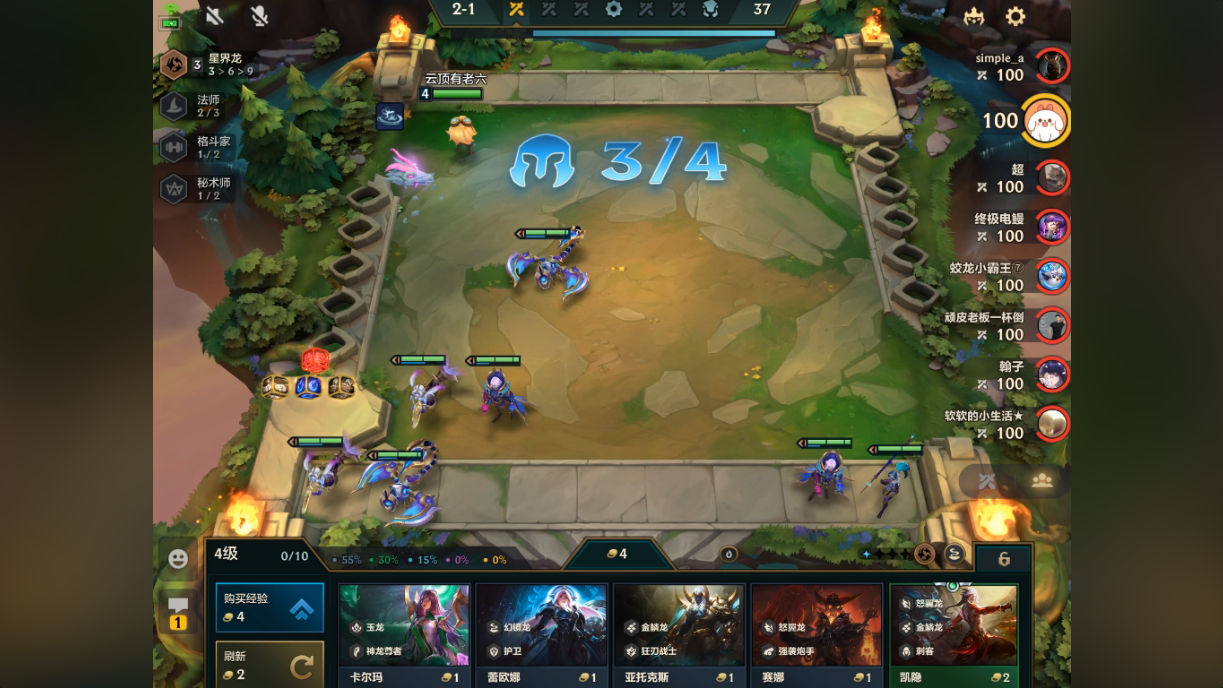 2-1
37
3
星界龙
3 > 6 > 9
法师
2 / 3
格斗家
1 / 2
秘术师
1 / 2
云顶有老六
4
3/4
simple_a
100
100
超
100
终极电鳗
100
蛟龙小霸王⑦
100
顽皮老板一杯倒
100
翰子
100
软软的小生活★
100
4级
0/10
55%
30%
15%
0%
0%
4
6
1
购买经验
4
刷新
2
玉龙
神龙尊者
卡尔玛
1
幻镜龙
护卫
蕾欧娜
1
金鳞龙
狂刃战士
亚托克斯
1
怒翼龙
强袭炮手
赛娜
1
怒翼龙
金鳞龙
刺客
凯隐
2